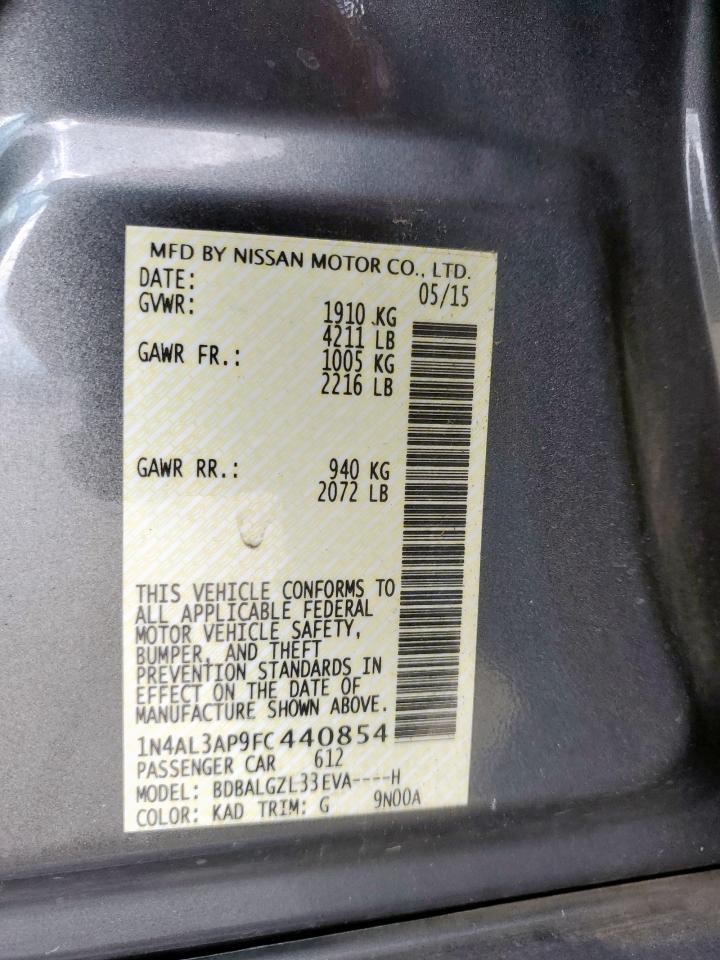 MFD BY NISSAN MOTOR CO., LTD.
DATE: 05/15
GVWR: 1910 KG
4211 LB
GAWR FR.: 1005 KG
2216 LB
GAWR RR.: 940 KG
2072 LB
THIS VEHICLE CONFORMS TO
ALL APPLICABLE FEDERAL
MOTOR VEHICLE SAFETY,
BUMPER, AND THEFT
PREVENTION STANDARDS IN
EFFECT ON THE DATE OF
MANUFACTURE SHOWN ABOVE.
1N4AL3AP9FC440854
PASSENGER CAR 612
MODEL: BDBALGZL33EVA----H
COLOR: KAD TRIM: G 9N00A